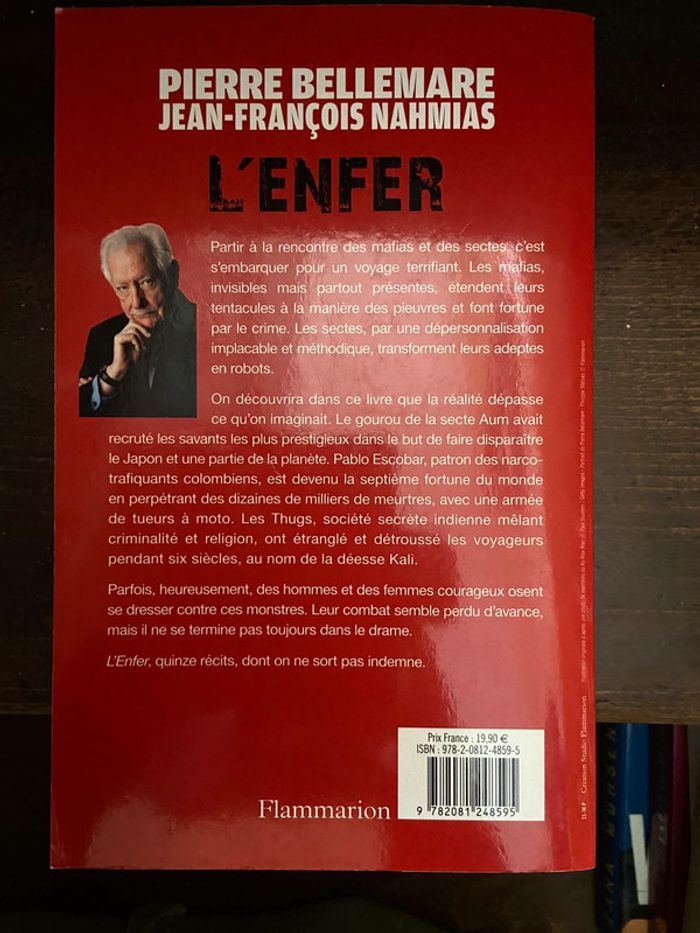 PIERRE BELLEMARE
JEAN-FRANÇOIS NAHMIAS
L'ENFER
Partir à la rencontre des mafias et des sectes, c'est
s'embarquer pour un voyage terrifiant. Les mafias,
invisibles mais partout présentes, étendent leurs
tentacules à la manière des pieuvres et font fortune
par le crime. Les sectes, par une dépersonnalisation
implacable et méthodique, transforment leurs adeptes
en robots.
On découvrira dans ce livre que la réalité dépasse
ce qu'on imaginait. Le gourou de la secte Aum avait
recruté les savants les plus prestigieux dans le but de faire disparaître
le Japon et une partie de la planète. Pablo Escobar, patron des narco-
trafiquants colombiens, est devenu la septième fortune du monde
en perpétrant des dizaines de milliers de meurtres, avec une armée
de tueurs à moto. Les Thugs, société secrète indienne mêlant
criminalité et religion, ont étranglé et détroussé les voyageurs
pendant six siècles, au nom de la déesse Kali.
Parfois, heureusement, des hommes et des femmes courageux osent
se dresser contre ces monstres. Leur combat semble perdu d'avance,
mais il ne se termine pas toujours dans le drame.
L'Enfer, quinze récits, dont on ne sort pas indemne.
Prix France : 19,90 €
ISBN : 978-2-0812-4859-5
9 782081 248595
Flammarion
Création Studio Flammarion